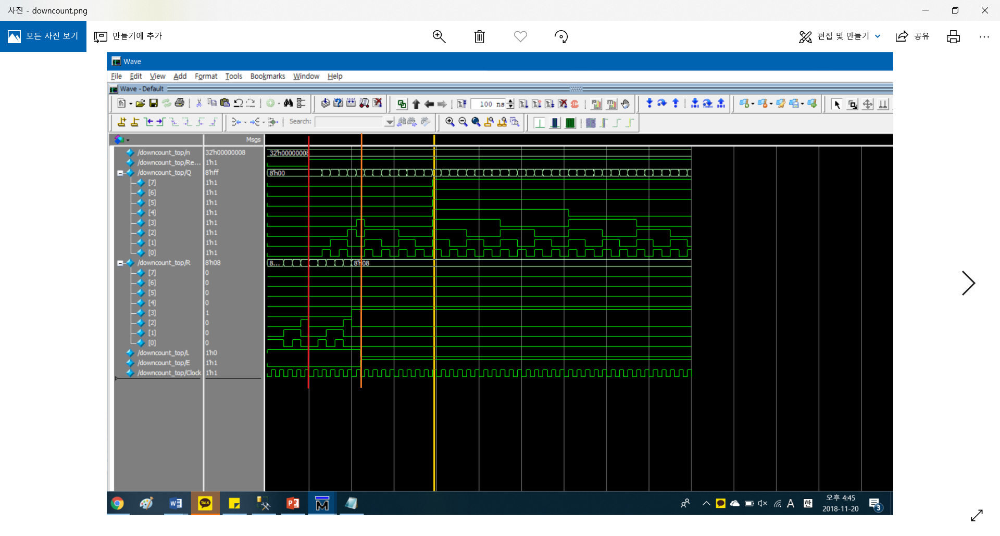 사진 - downcount.png
모든 사진 보기
만들기에 추가
편집 및 만들기
공유
Wave
File Edit View Add Format Tools Bookmarks Window Help
Wave - Default
100 ns
Search:
Msgs
/downcount_top/n 32'h00000008 32'h00000008
/downcount_top/Re... 1'h1
/downcount_top/Q 8'hff 8'h00
[7] 1'h1
[6] 1'h1
[5] 1'h1
[4] 1'h1
[3] 1'h1
[2] 1'h1
[1] 1'h1
[0] 1'h1
/downcount_top/R 8'h08 8... 8'h08
[7] 0
[6] 0
[5] 0
[4] 0
[3] 1
[2] 0
[1] 0
[0] 0
/downcount_top/L 1'h0
/downcount_top/E 1'h1
/downcount_top/Clock 1'h1
TALK
A
한
오후 4:45
2018-11-20
3